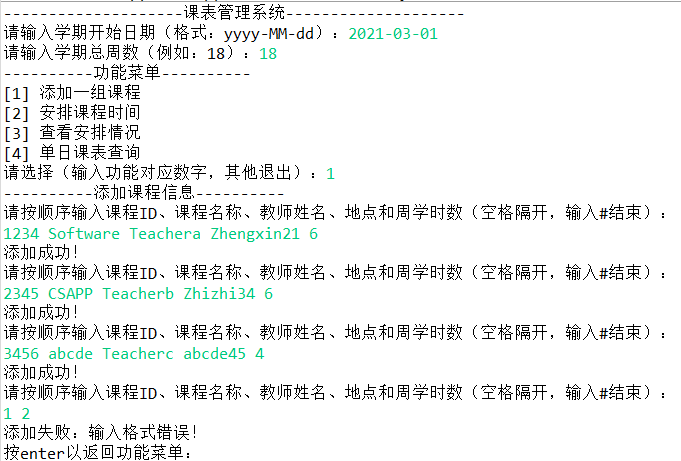 --------------------课表管理系统--------------------
请输入学期开始日期（格式：yyyy-MM-dd）：2021-03-01
请输入学期总周数（例如：18）：18
----------功能菜单----------
[1] 添加一组课程
[2] 安排课程时间
[3] 查看安排情况
[4] 单日课表查询
请选择（输入功能对应数字，其他退出）：1
----------添加课程信息----------
请按顺序输入课程ID、课程名称、教师姓名、地点和周学时数（空格隔开，输入#结束）：
1234 Software Teachera Zhengxin21 6
添加成功！
请按顺序输入课程ID、课程名称、教师姓名、地点和周学时数（空格隔开，输入#结束）：
2345 CSAPP Teacherb Zhizhi34 6
添加成功！
请按顺序输入课程ID、课程名称、教师姓名、地点和周学时数（空格隔开，输入#结束）：
3456 abcde Teacherc abcde45 4
添加成功！
请按顺序输入课程ID、课程名称、教师姓名、地点和周学时数（空格隔开，输入#结束）：
1 2
添加失败：输入格式错误！
按enter以返回功能菜单：